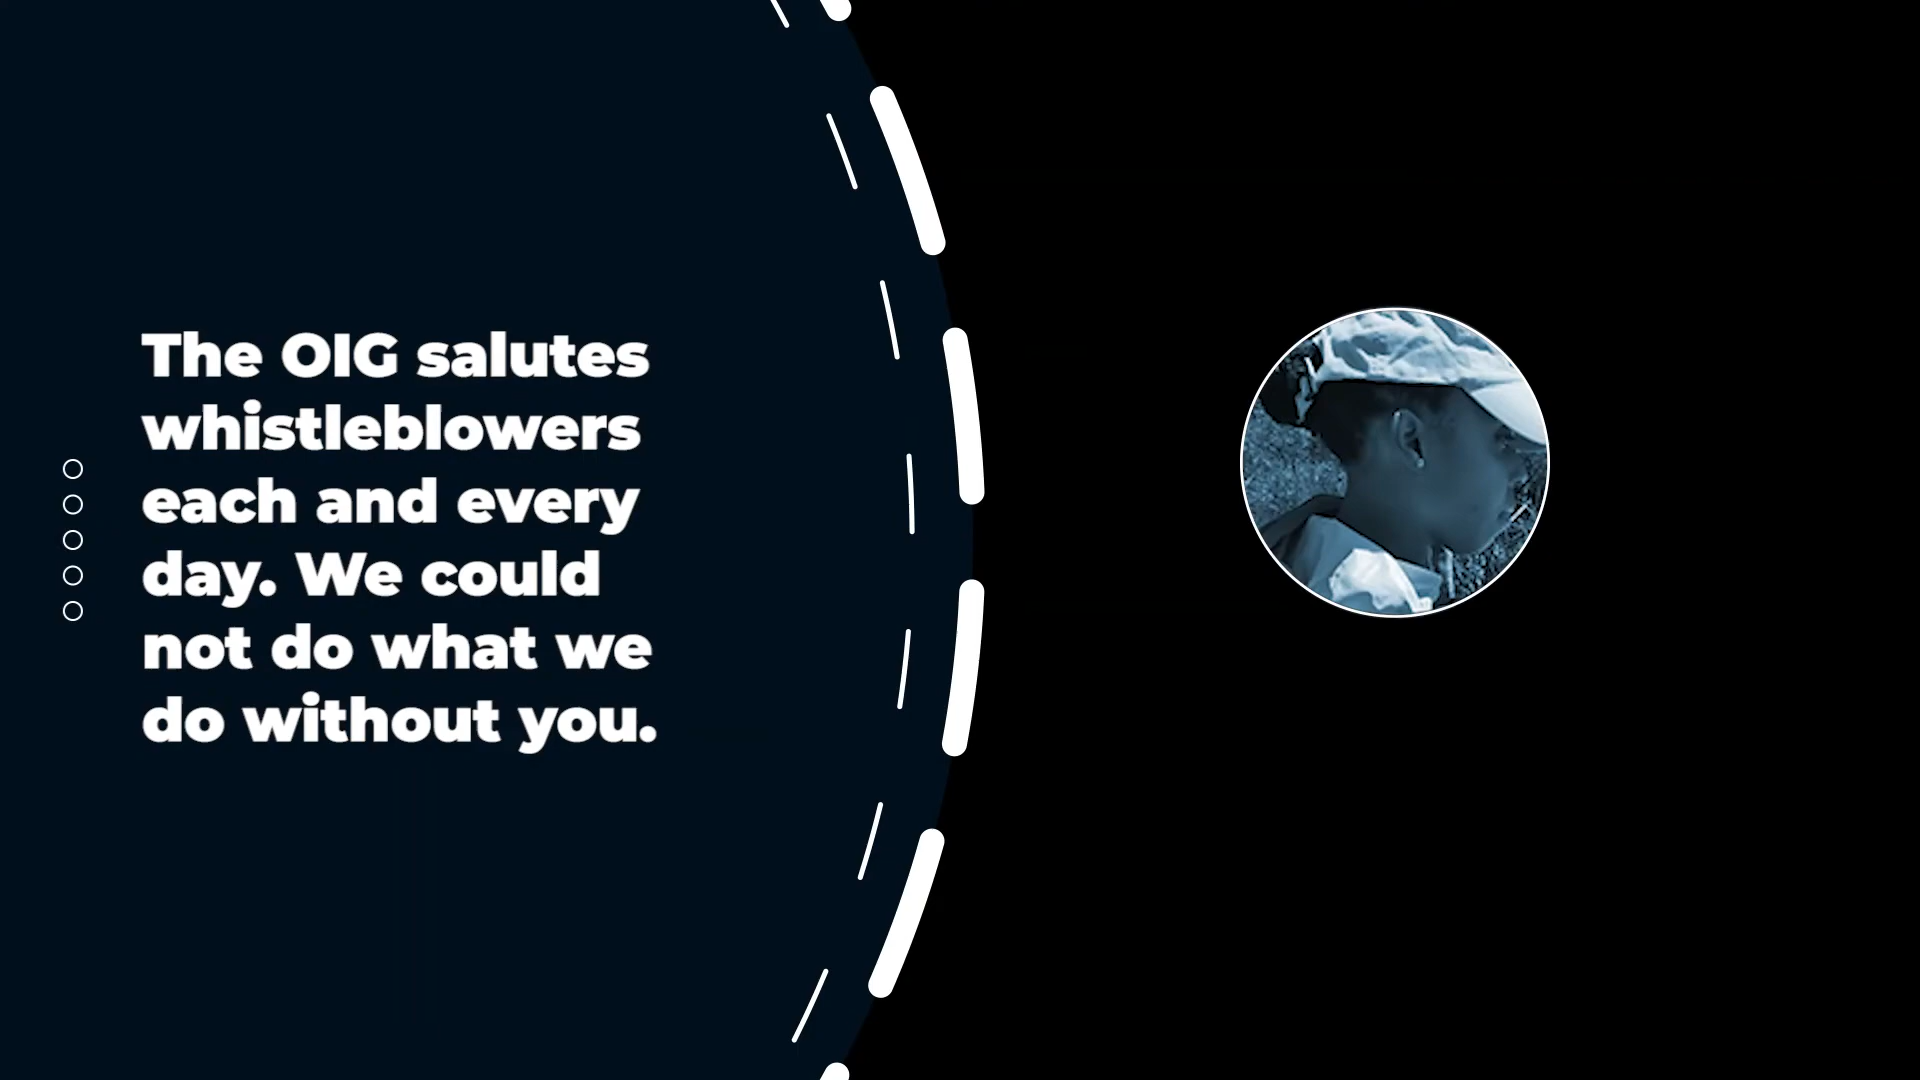 The OIG salutes
whistleblowers
each and every
day. We could
not do what we
do without you.